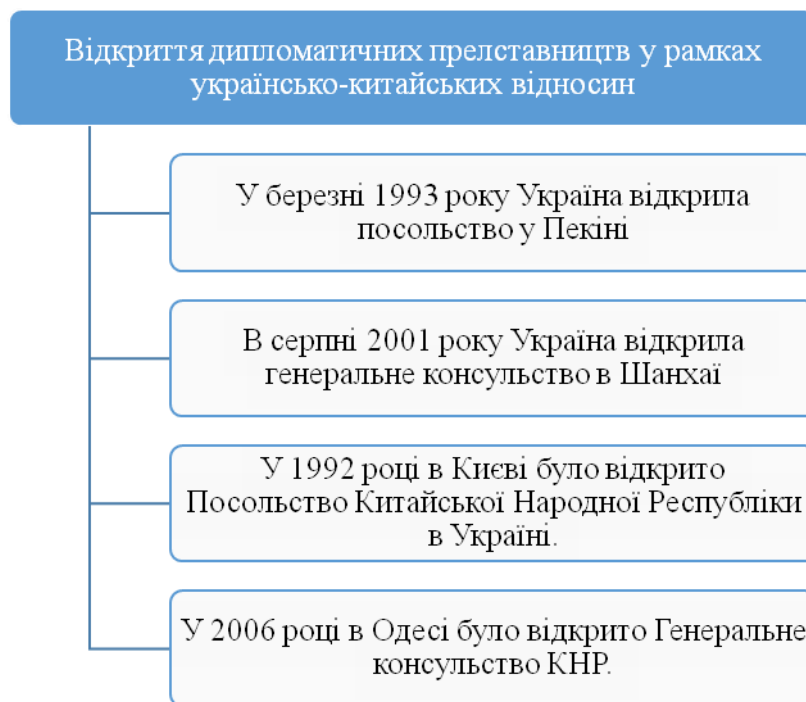 Відкриття дипломатичних прелставництв у рамках
українсько-китайських відносин
У березні 1993 року Україна відкрила
посольство у Пекіні
В серпні 2001 року Україна відкрила
генеральне консульство в Шанхаї
У 1992 році в Києві було відкрито
Посольство Китайської Народної Республіки
в Україні.
У 2006 році в Одесі було відкрито Генеральне
консульство КНР.